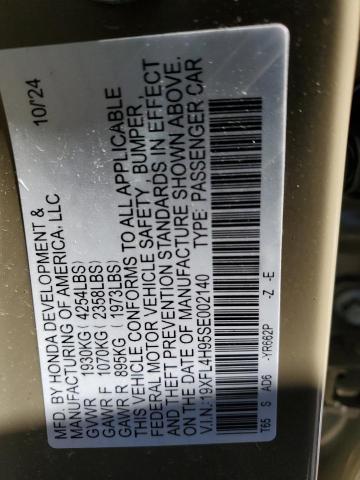 10/24
MFD. BY HONDA DEVELOPMENT &
MANUFACTURING OF AMERICA, LLC
GVWR 1930KG ( 4254LBS)
GAWR F 1070KG ( 2358LBS)
GAWR R 895KG ( 1973LBS)
THIS VEHICLE CONFORMS TO ALL APPLICABLE
FEDERAL MOTOR VEHICLE SAFETY, BUMPER,
AND THEFT PREVENTION STANDARDS IN EFFECT
ON THE DATE OF MANUFACTURE SHOWN ABOVE.
V.I.N.: 19XFL4H95SE002140 TYPE: PASSENGER CAR
T65 S AD6 -YR662P -Z -E